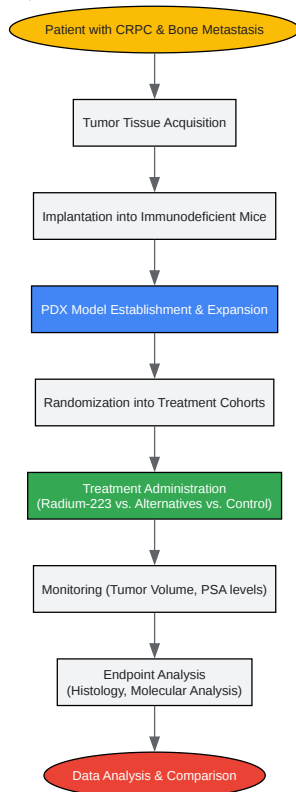 Patient with CRPC & Bone Metastasis
Tumor Tissue Acquisition
Implantation into Immunodeficient Mice
PDX Model Establishment & Expansion
Randomization into Treatment Cohorts
Treatment Administration
(Radium-223 vs. Alternatives vs. Control)
Monitoring (Tumor Volume, PSA levels)
Endpoint Analysis
(Histology, Molecular Analysis)
Data Analysis & Comparison